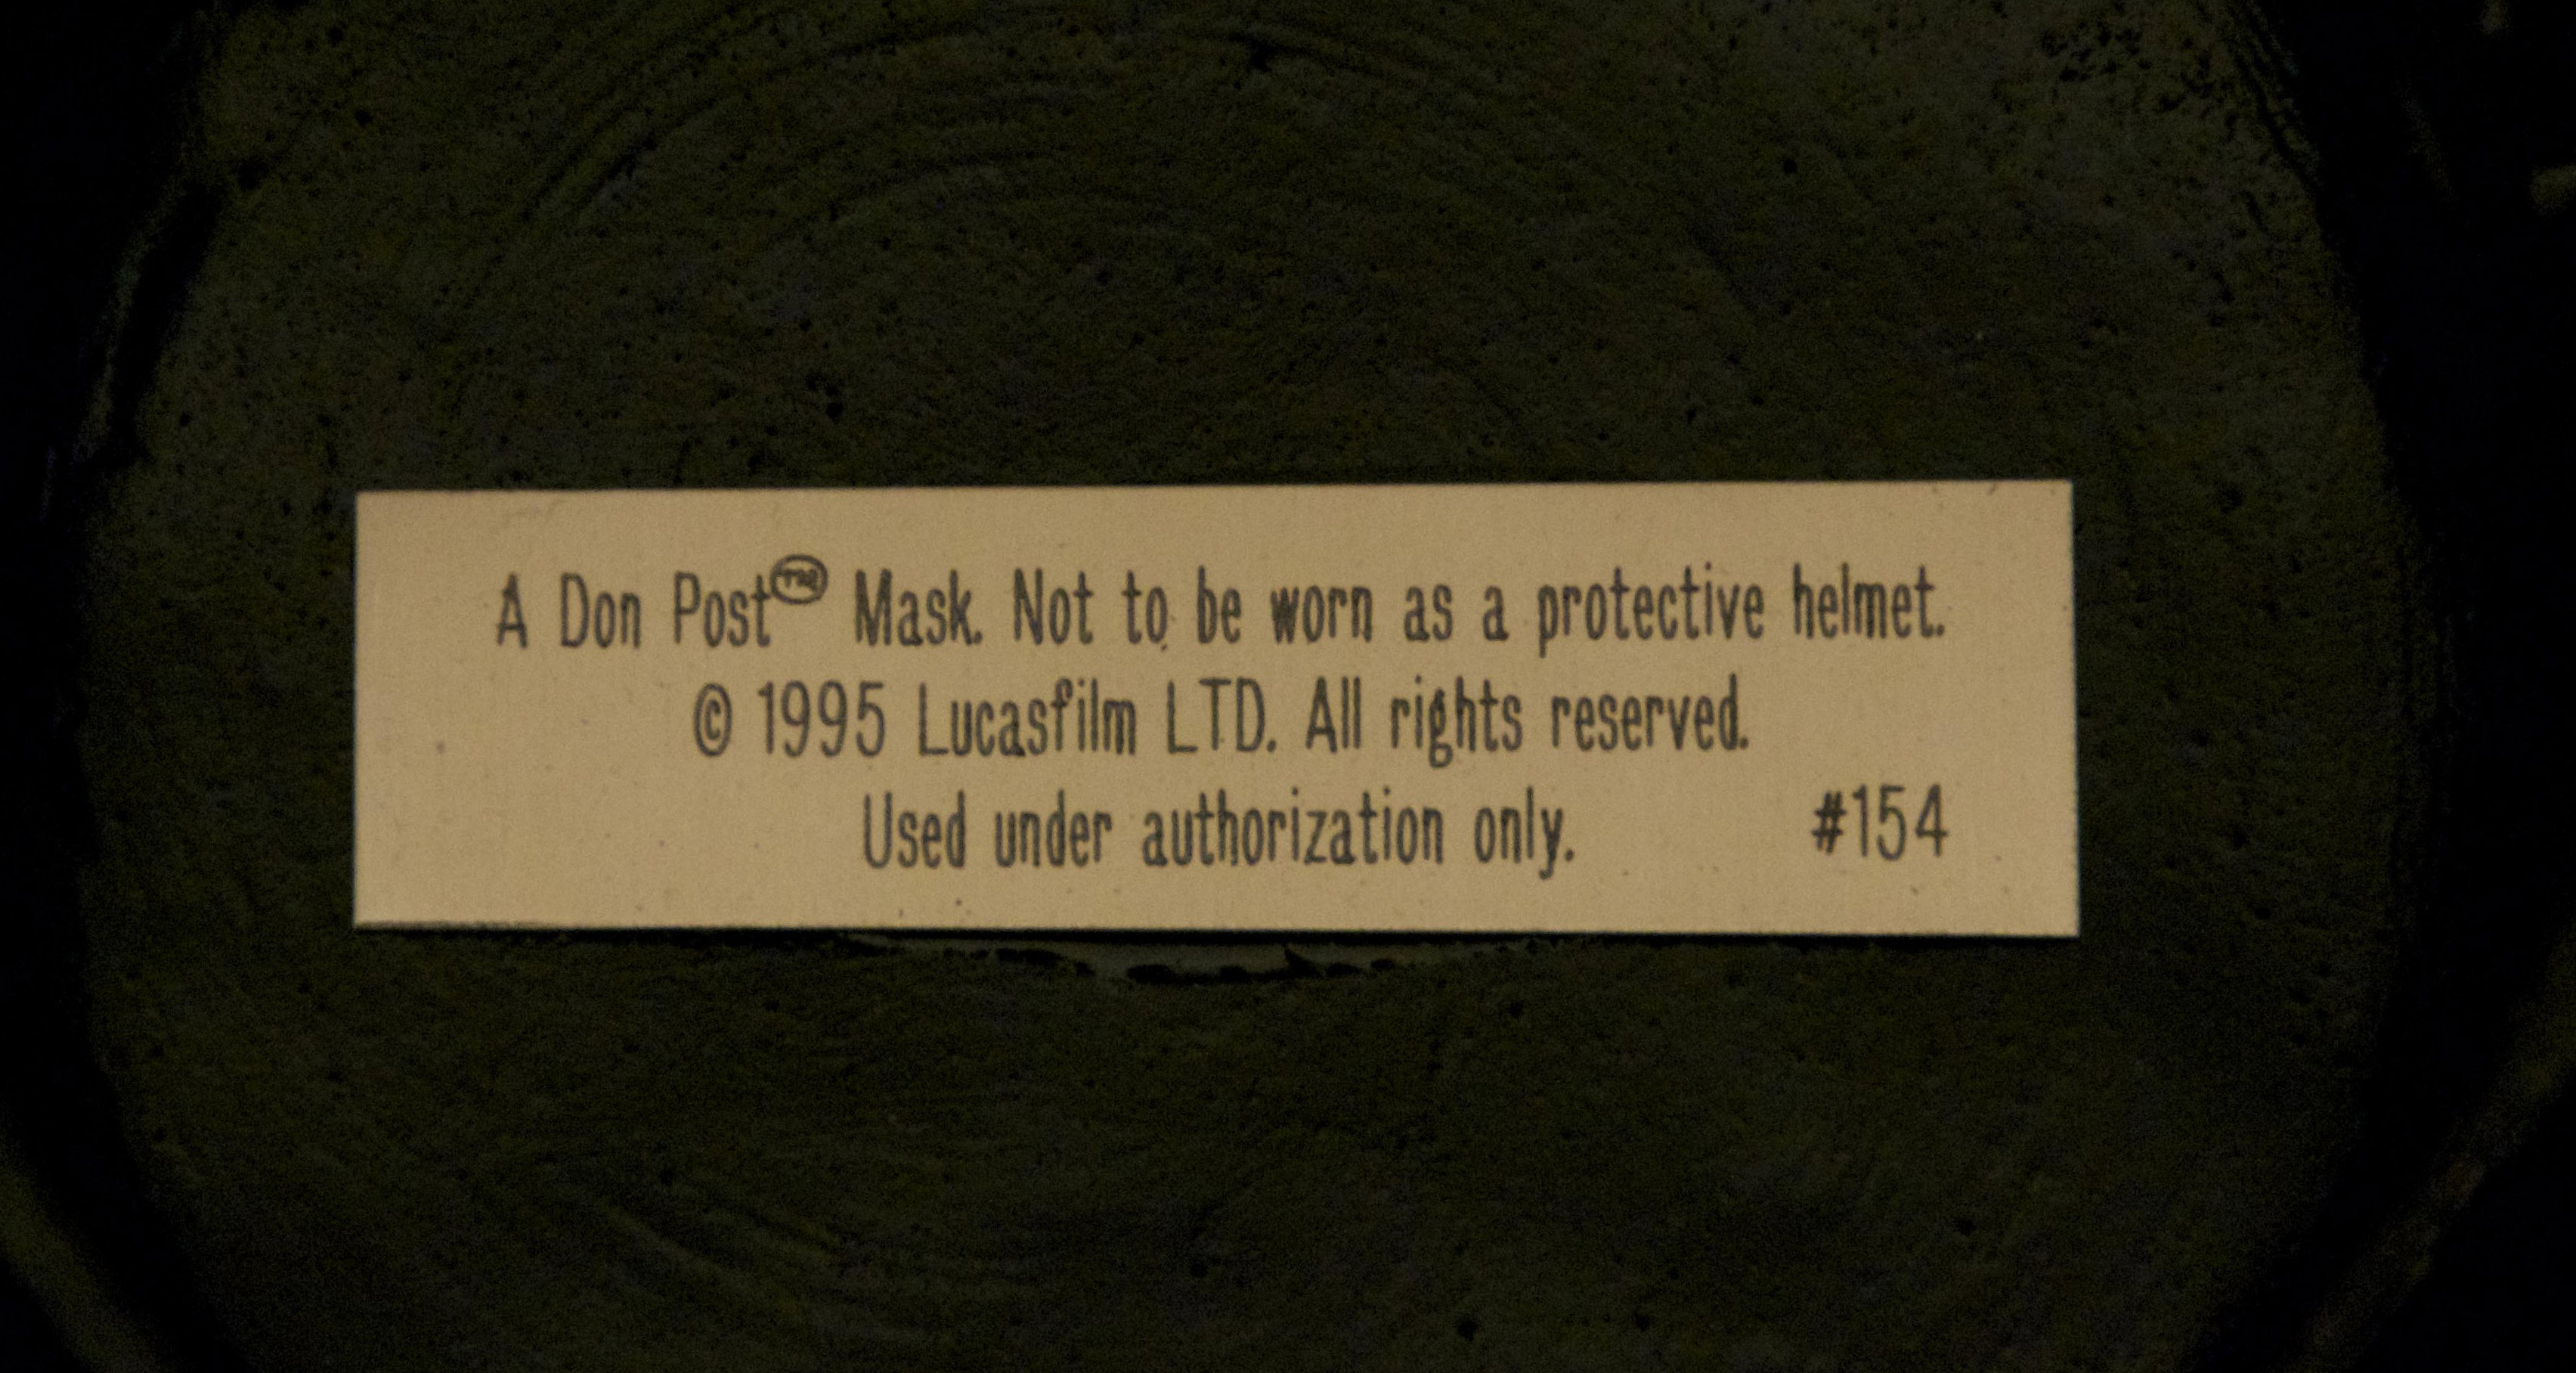 A Don Post™ Mask. Not to be worn as a protective helmet.
© 1995 Lucasfilm LTD. All rights reserved.
Used under authorization only. #154